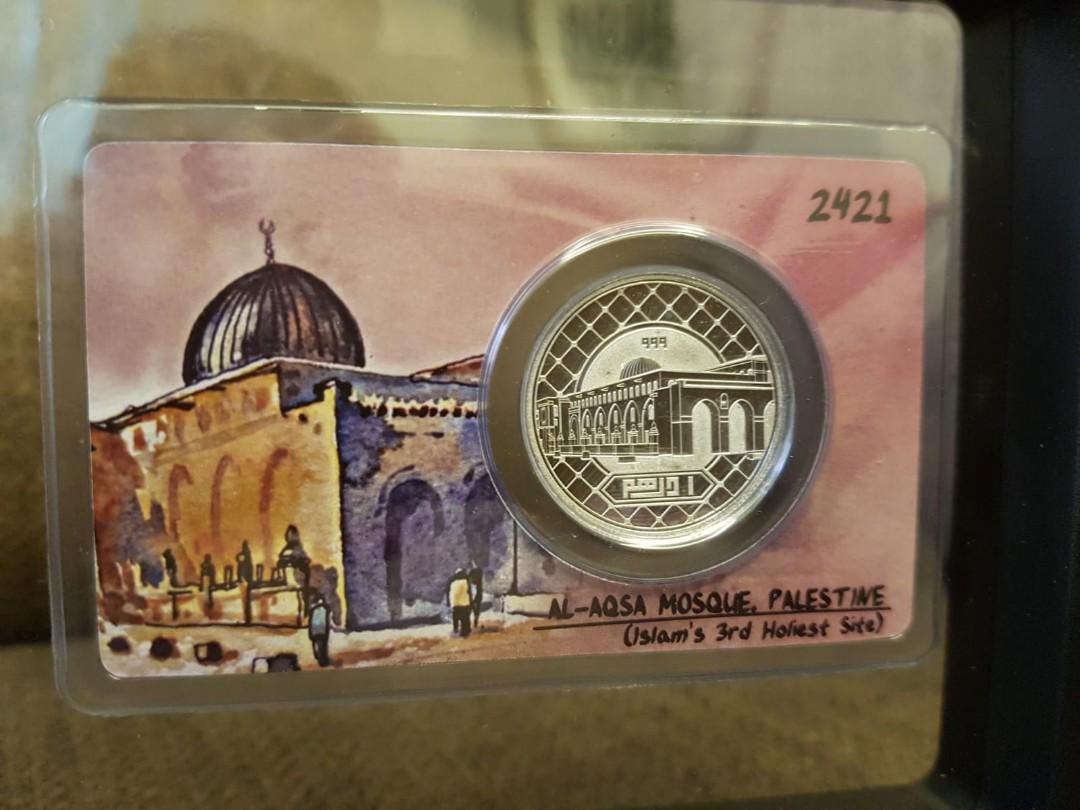 2421
999
١ درهم
AL-AQSA MOSQUE, PALESTINE
(Islam's 3rd Holiest Site)